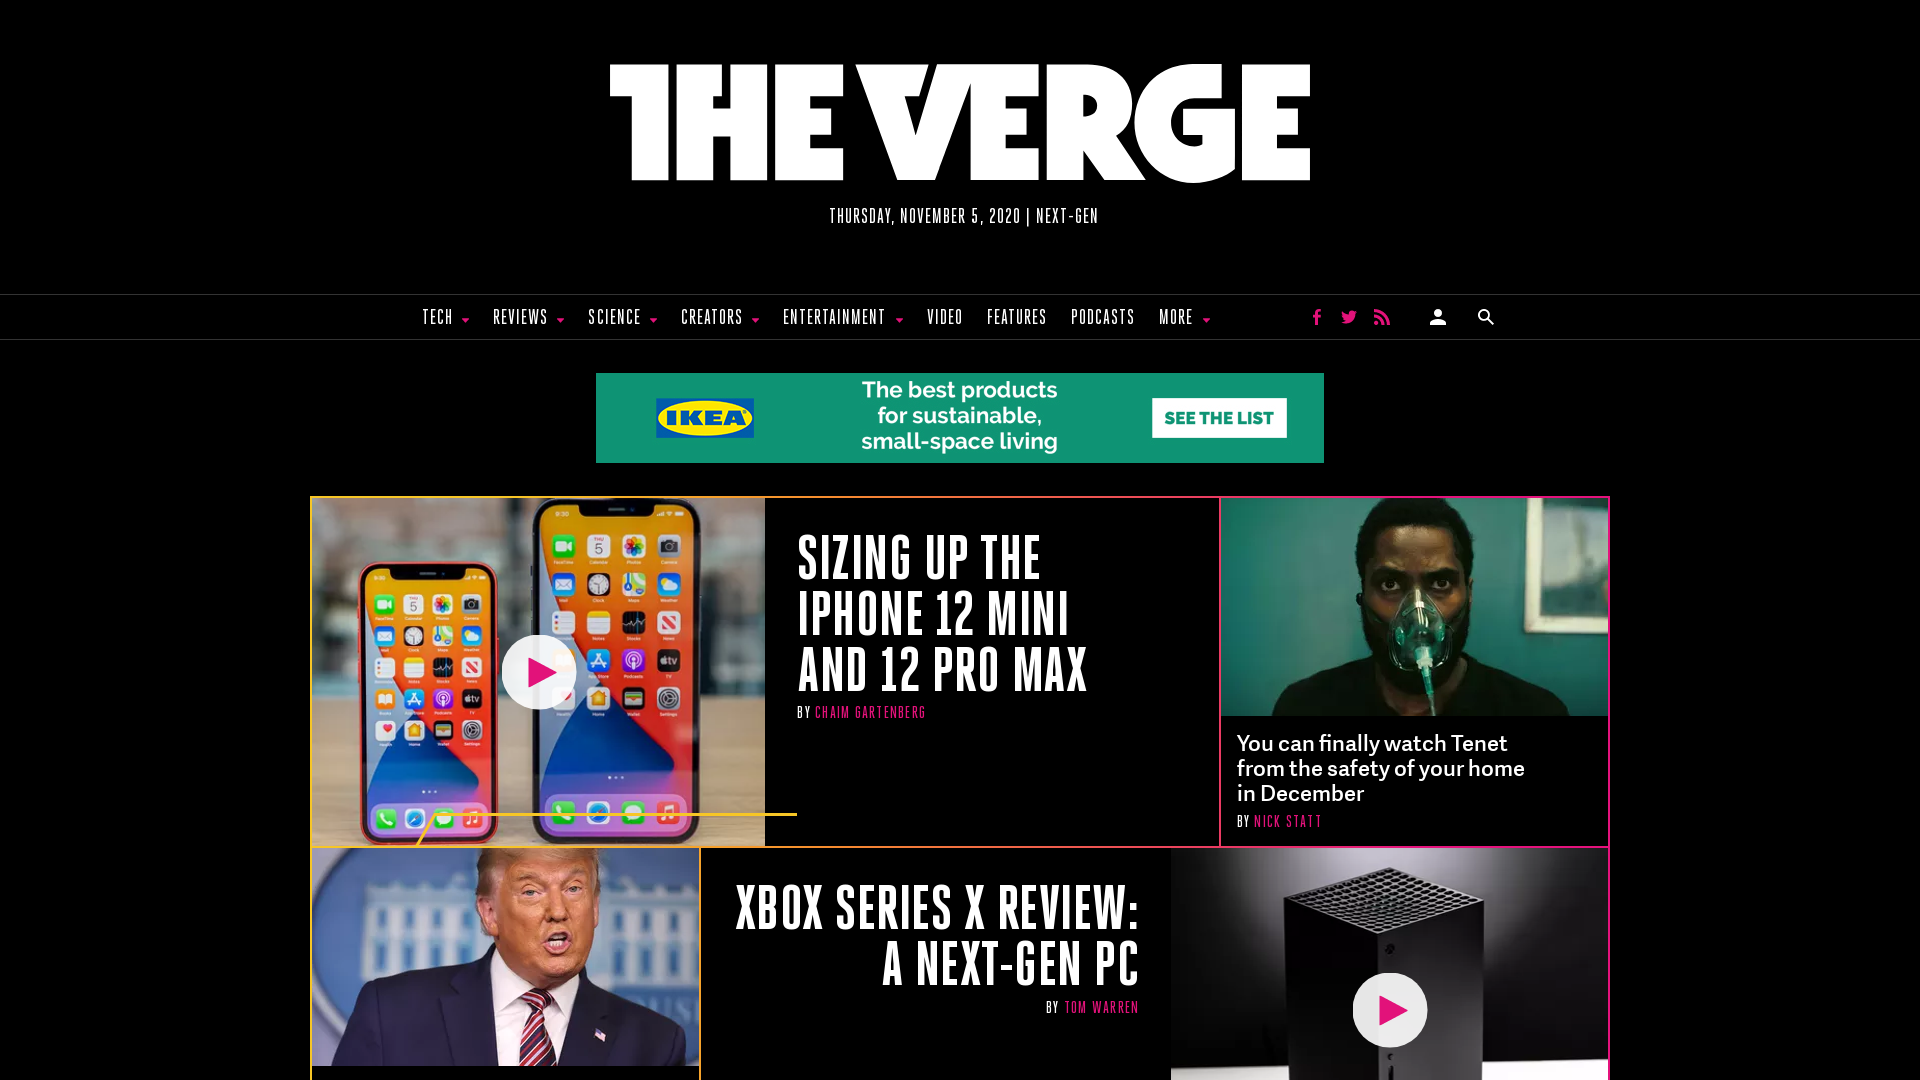 THE VERGE
THURSDAY, NOVEMBER 5, 2020 | NEXT-GEN
TECH REVIEWS SCIENCE CREATORS ENTERTAINMENT VIDEO FEATURES PODCASTS MORE
IKEA
The best products
for sustainable,
small-space living
SEE THE LIST
SIZING UP THE
IPHONE 12 MINI
AND 12 PRO MAX
BY CHAIM GARTENBERG
You can finally watch Tenet
from the safety of your home
in December
BY NICK STATT
XBOX SERIES X REVIEW:
A NEXT-GEN PC
BY TOM WARREN